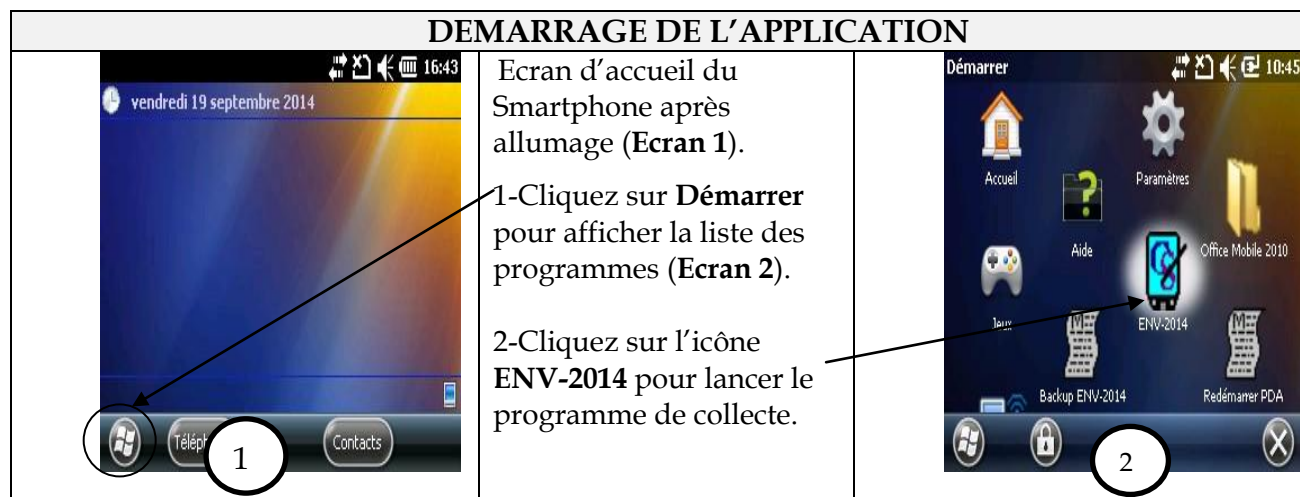 DEMARRAGE DE L’APPLICATION
16:43
vendredi 19 septembre 2014
Contacts
1
Ecran d’accueil du
Smartphone après
allumage (Ecran 1).
1-Cliquez sur Démarrer
pour afficher la liste des
programmes (Ecran 2).
2-Cliquez sur l’icône
ENV-2014 pour lancer le
programme de collecte.
Démarrer
10:45
Accueil
Paramètres
Aide
Office Mobile 2010
Jeux
ENV-2014
Backup ENV-2014
Redémarrer PDA
2